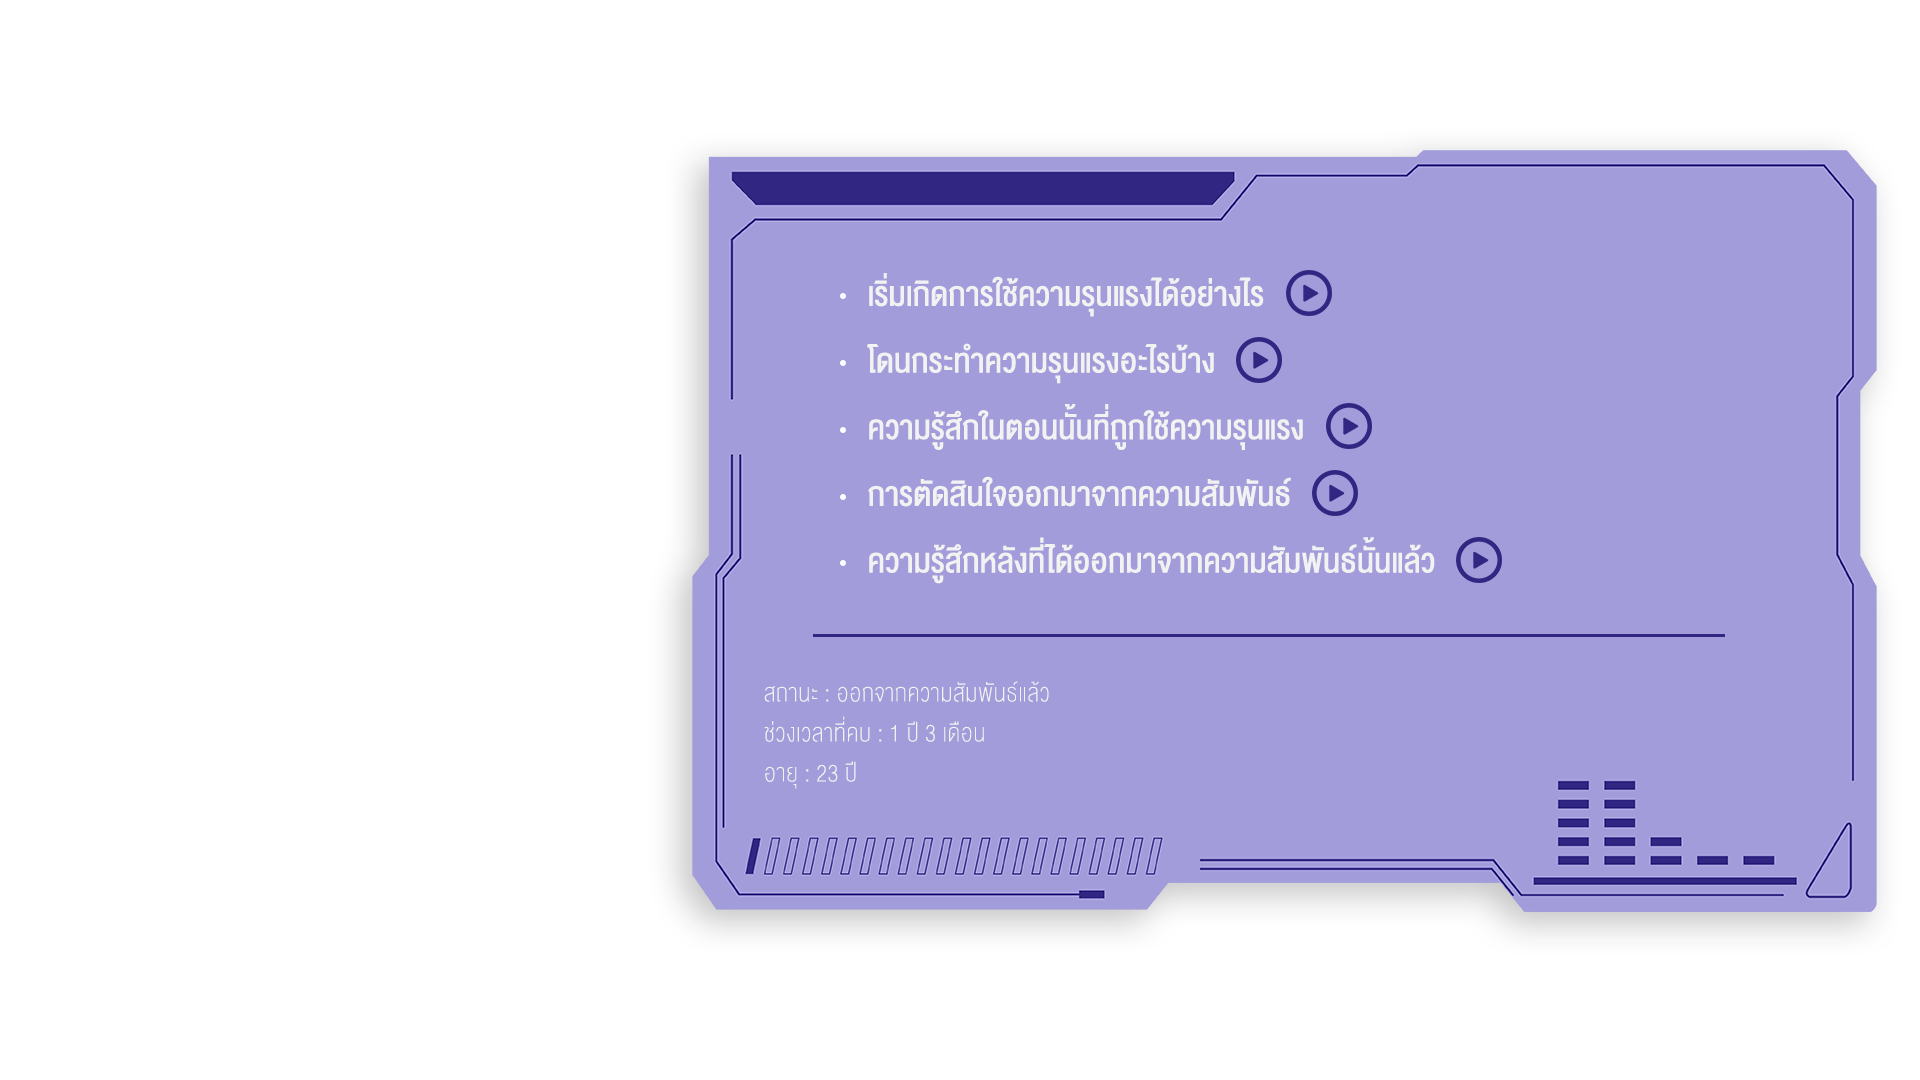 • เริ่มเกิดการใช้ความรุนแรงได้อย่างไร
• โดนกระทำความรุนแรงอะไรบ้าง
• ความรู้สึกในตอนนั้นที่ถูกใช้ความรุนแรง
• การตัดสินใจออกมาจากความสัมพันธ์
• ความรู้สึกหลังที่ได้ออกมาจากความสัมพันธ์นั้นแล้ว
สถานะ : ออกจากความสัมพันธ์แล้ว
ช่วงเวลาที่คบ : 1 ปี 3 เดือน
อายุ : 23 ปี